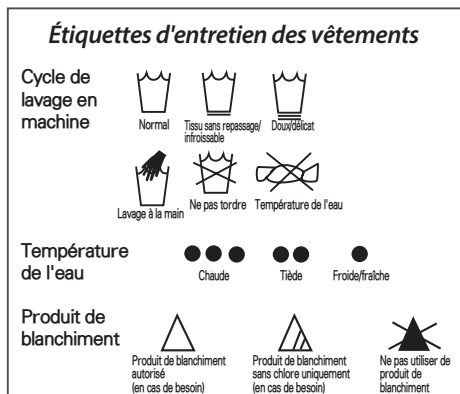 Étiquettes d'entretien des vêtements
Cycle de
lavage en
machine
Normal
Tissu sans repassage/
infroissable
Doux/délicat
Lavage à la main
Ne pas tordre
Température de l'eau
Température
de l'eau
Chaude
Tiède
Froide/fraîche
Produit de
blanchiment
Produit de blanchiment
autorisé
(en cas de besoin)
Produit de blanchiment
sans chlore uniquement
(en cas de besoin)
Ne pas utiliser de
produit de
blanchiment